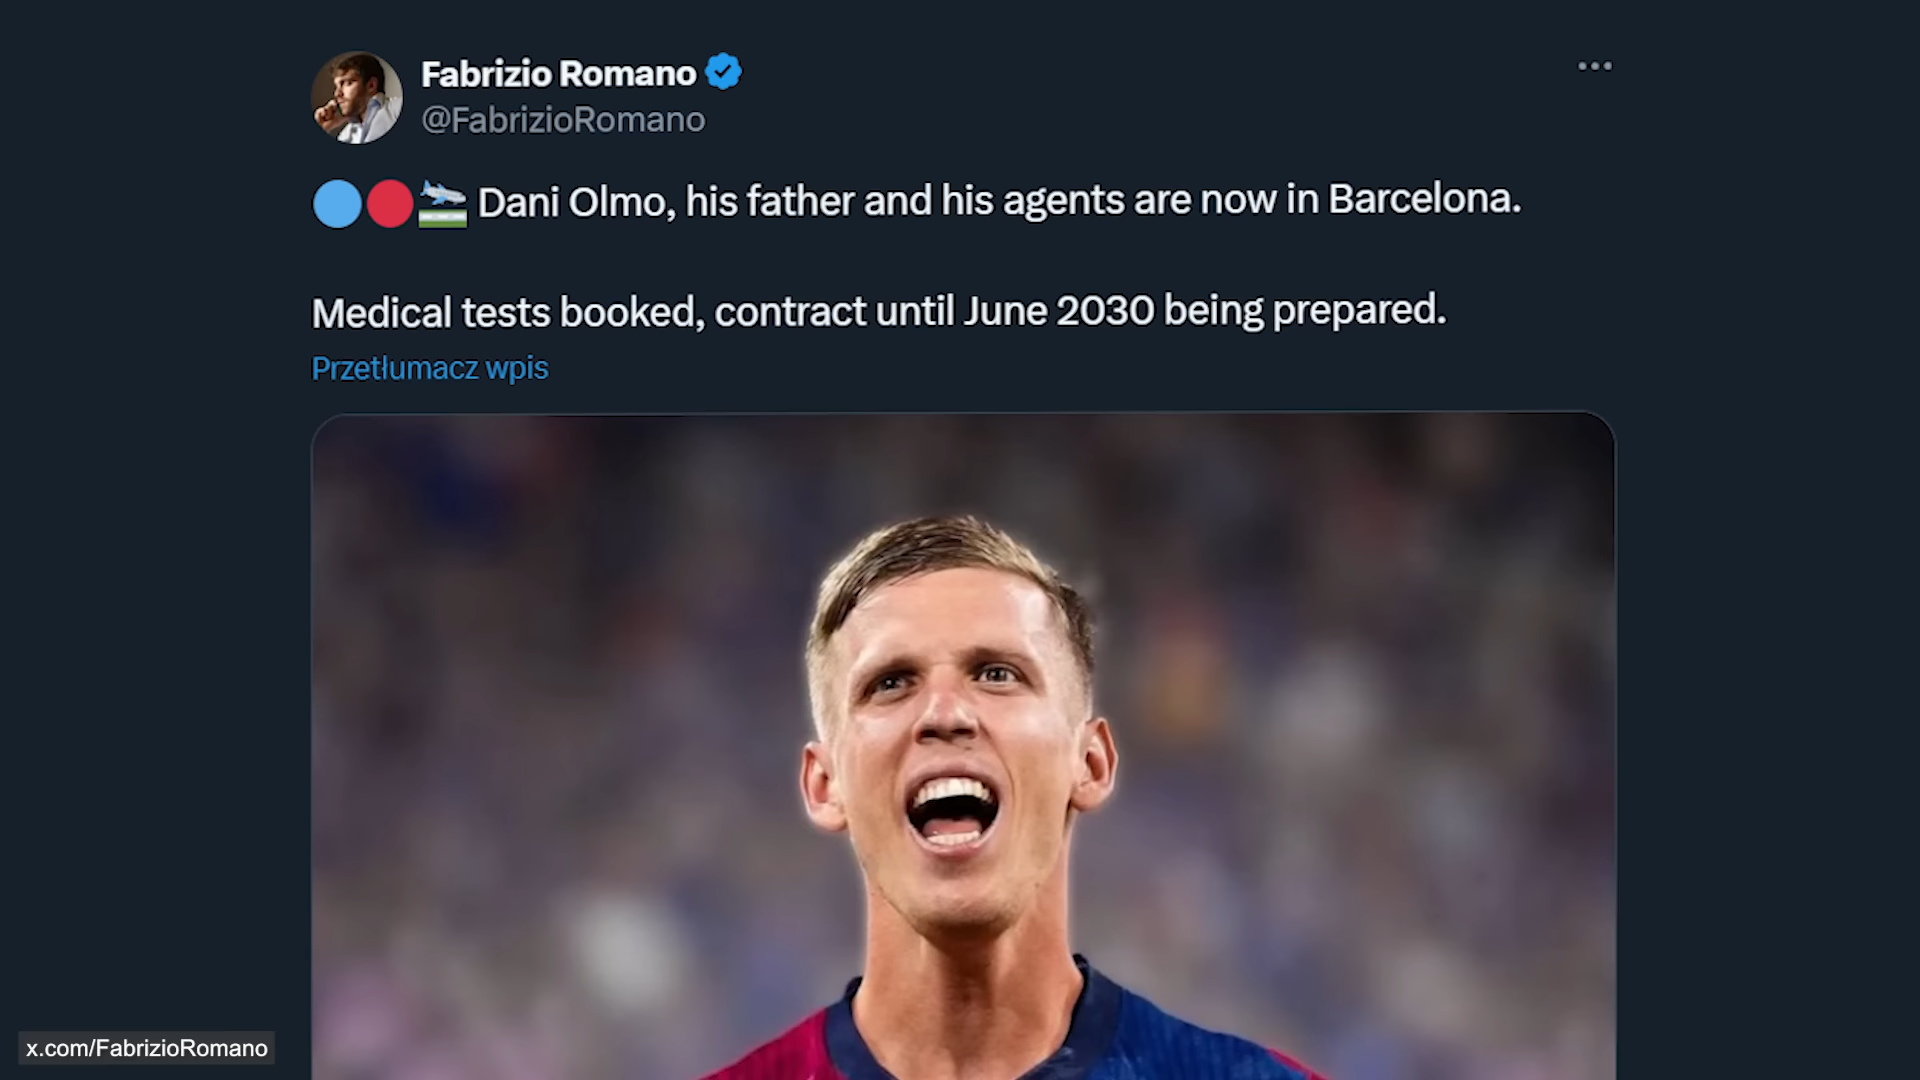 Fabrizio Romano
@FabrizioRomano
🔵🔴🛬 Dani Olmo, his father and his agents are now in Barcelona.
Medical tests booked, contract until June 2030 being prepared.
Przetłumacz wpis
x.com/FabrizioRomano